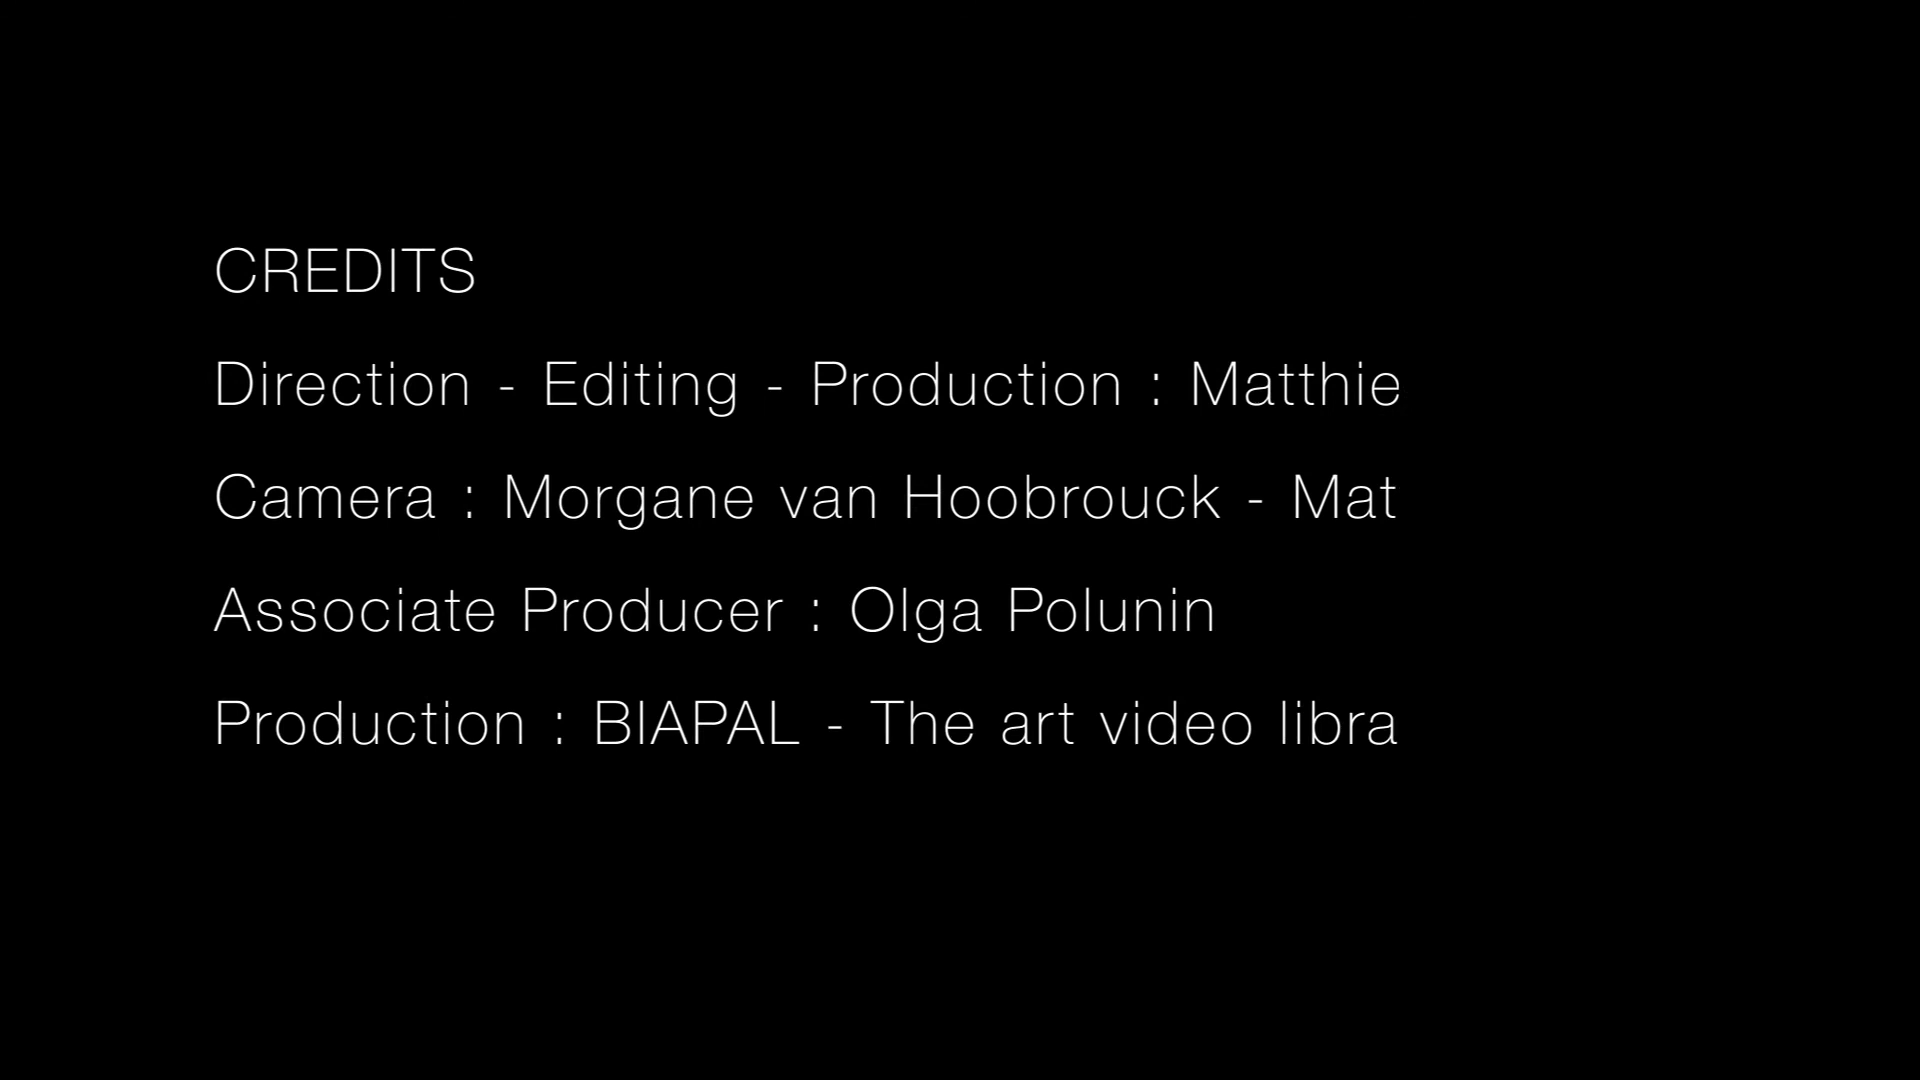 CREDITS
Direction - Editing - Production : Matthie
Camera : Morgane van Hoobrouck - Mat
Associate Producer : Olga Polunin
Production : BIAPAL - The art video libra